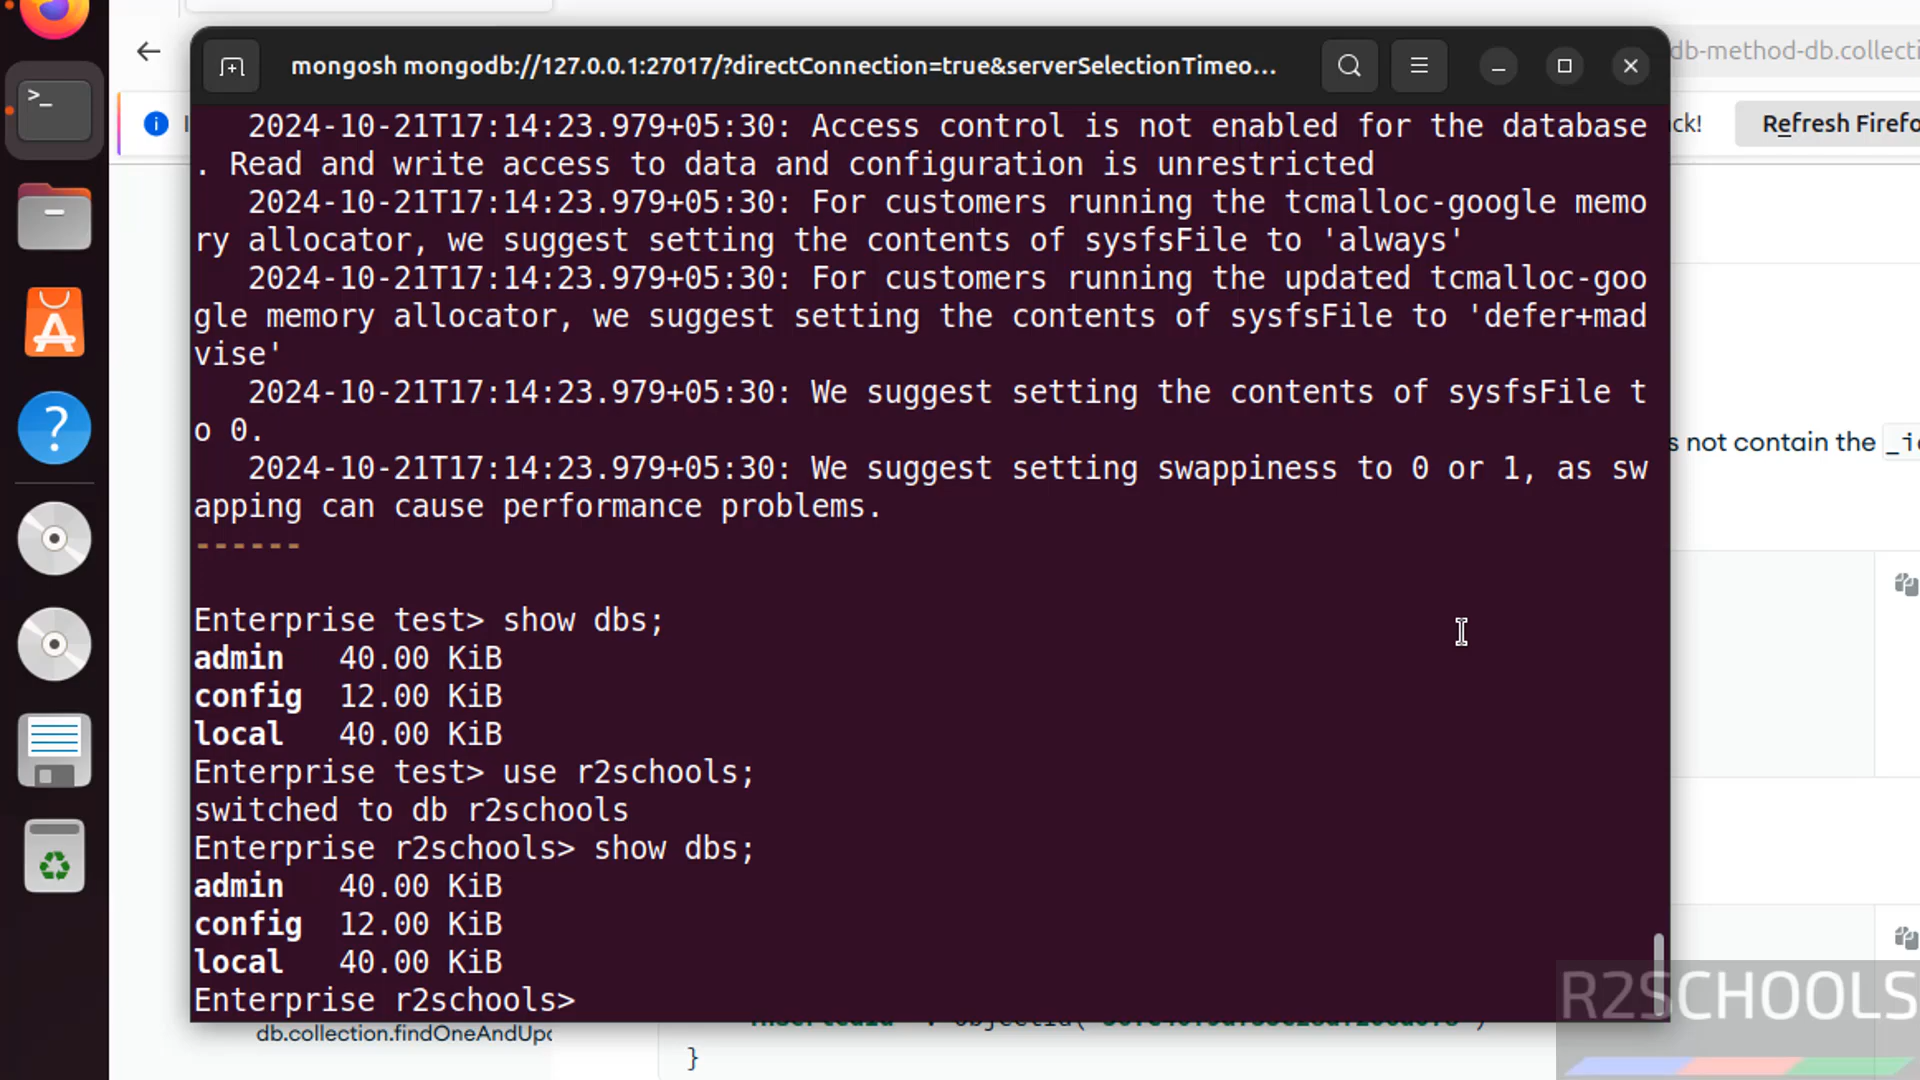 mongosh mongodb://127.0.0.1:27017/?directConnection=true&serverSelectionTimeo...
db-method-db.collecti
ck!
Refresh Firefo
2024-10-21T17:14:23.979+05:30: Access control is not enabled for the database
. Read and write access to data and configuration is unrestricted
2024-10-21T17:14:23.979+05:30: For customers running the tcmalloc-google memo
ry allocator, we suggest setting the contents of sysfsFile to 'always'
2024-10-21T17:14:23.979+05:30: For customers running the updated tcmalloc-goo
gle memory allocator, we suggest setting the contents of sysfsFile to 'defer+mad
vise'
2024-10-21T17:14:23.979+05:30: We suggest setting the contents of sysfsFile t
o 0.
s not contain the _i
2024-10-21T17:14:23.979+05:30: We suggest setting swappiness to 0 or 1, as sw
apping can cause performance problems.
------
Enterprise test> show dbs;
admin 40.00 KiB
config 12.00 KiB
local 40.00 KiB
Enterprise test> use r2schools;
switched to db r2schools
Enterprise r2schools> show dbs;
admin 40.00 KiB
config 12.00 KiB
local 40.00 KiB
Enterprise r2schools>
R2SCHOOLS
db.collection.findOneAndUp
}